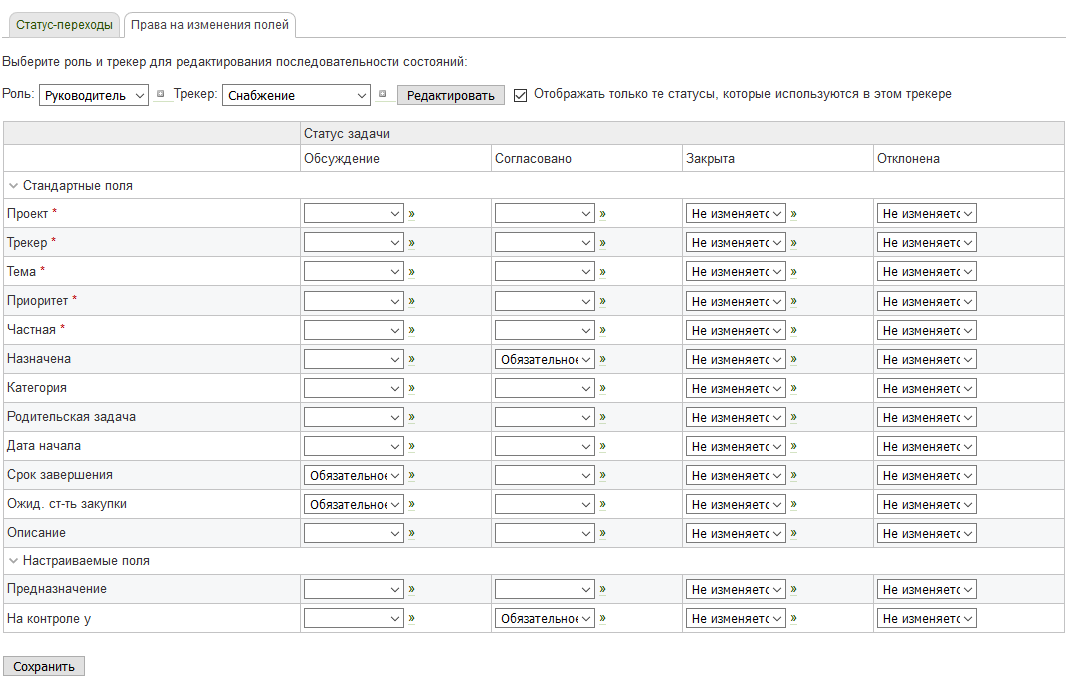 Статус-переходы Права на изменения полей
Выберите роль и трекер для редактирования последовательности состояний:
Роль: Руководитель Трекер: Снабжение Редактировать Отображать только те статусы, которые используются в этом трекере
Статус задачи
Обсуждение Согласовано Закрыта Отклонена
Стандартные поля
Проект * » » Не изменяетс » Не изменяетс
Трекер * » » Не изменяетс » Не изменяетс
Тема * » » Не изменяетс » Не изменяетс
Приоритет * » » Не изменяетс » Не изменяетс
Частная * » » Не изменяетс » Не изменяетс
Назначена » Обязательное » Не изменяетс » Не изменяетс
Категория » » Не изменяетс » Не изменяетс
Родительская задача » » Не изменяетс » Не изменяетс
Дата начала » » Не изменяетс » Не изменяетс
Срок завершения Обязательное » » Не изменяетс » Не изменяетс
Ожид. ст-ть закупки Обязательное » » Не изменяетс » Не изменяетс
Описание » » Не изменяетс » Не изменяетс
Настраиваемые поля
Предназначение » » Не изменяетс » Не изменяетс
На контроле у » Обязательное » Не изменяетс » Не изменяетс
Сохранить